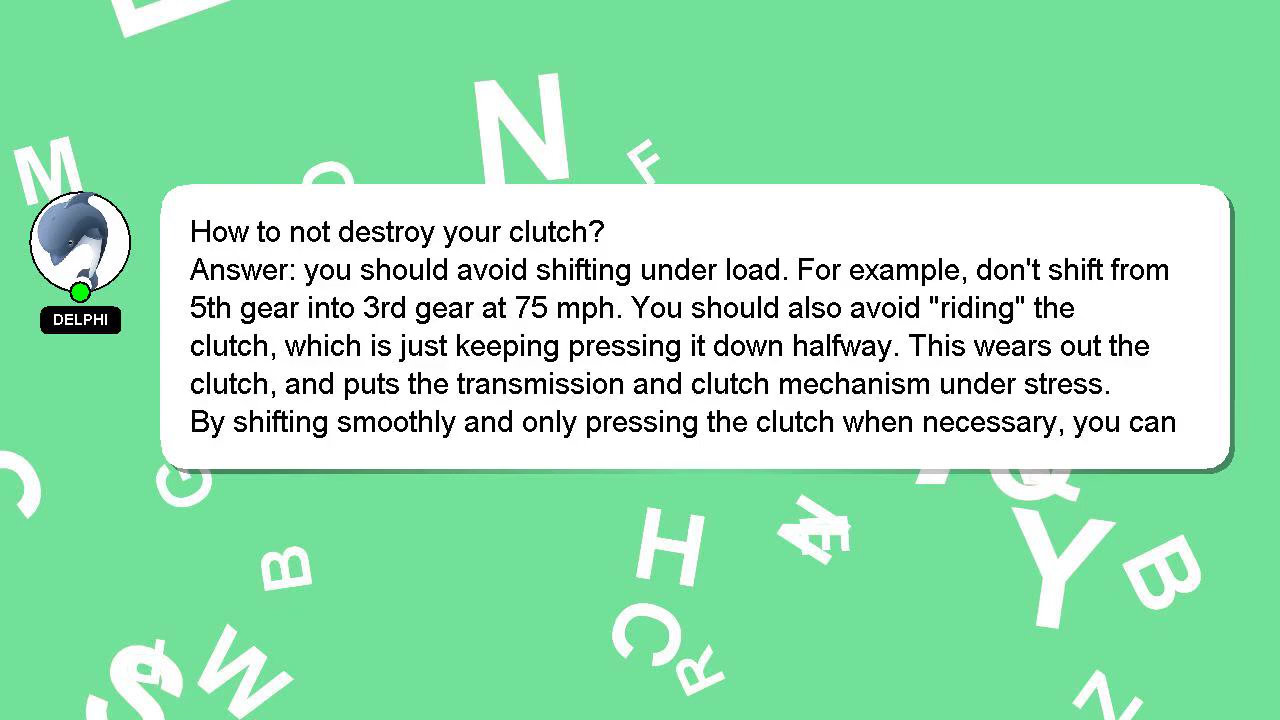 N
M
F
DELPHI
How to not destroy your clutch?
Answer: you should avoid shifting under load. For example, don't shift from
5th gear into 3rd gear at 75 mph. You should also avoid "riding" the
clutch, which is just keeping pressing it down halfway. This wears out the
clutch, and puts the transmission and clutch mechanism under stress.
By shifting smoothly and only pressing the clutch when necessary, you can
C
G
Q
H
Y
B
B
C
R
W
S
Z